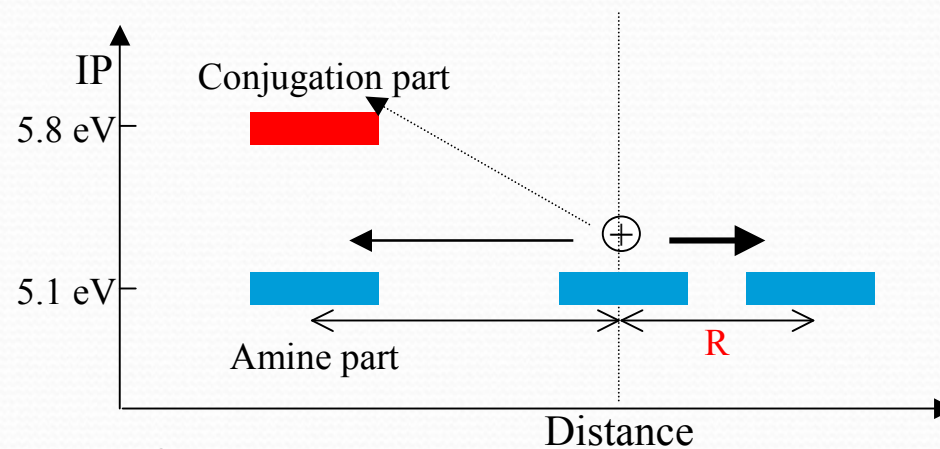 IP
Conjugation part
5.8 eV
+
5.1 eV
R
Amine part
Distance